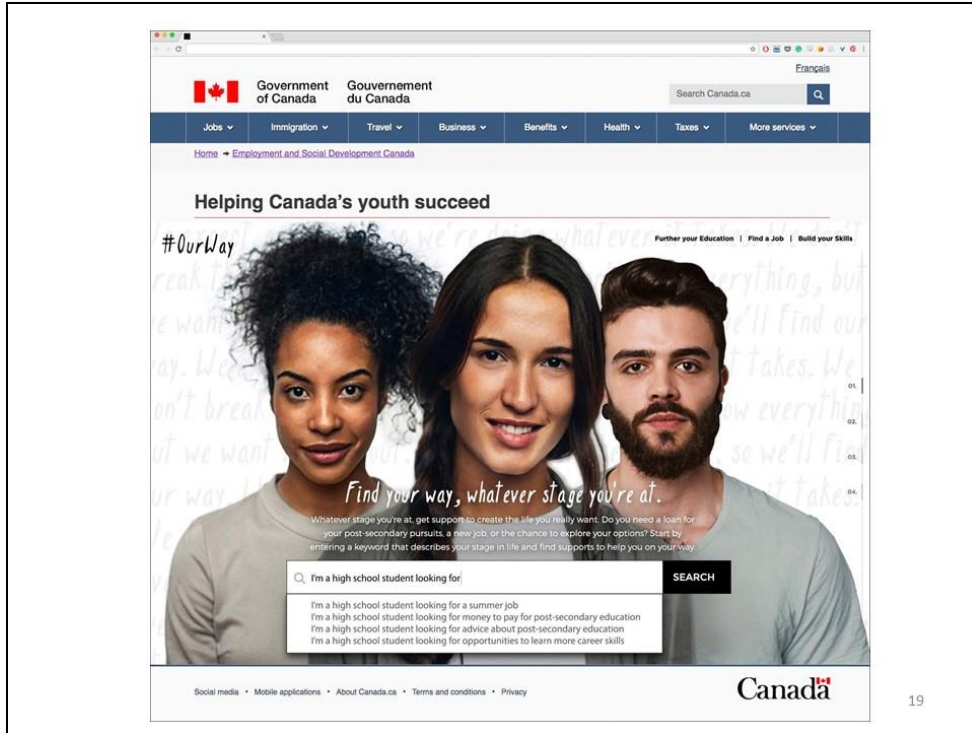 Français
Government of Canada
Gouvernement du Canada
Search Canada.ca
Jobs Immigration Travel Business Benefits Health Taxes More services
Home → Employment and Social Development Canada
Helping Canada's youth succeed
#OurWay
Further your Education | Find a Job | Build your Skills
01.
02.
03.
04.
Find your way, whatever stage you're at.
Whatever stage you're at, get support to create the life you really want. Do you need a loan for
your post-secondary pursuits, a new job, or the chance to explore your options? Start by
entering a keyword that describes your stage in life and find supports to help you on your way.
I'm a high school student looking for
SEARCH
I'm a high school student looking for a summer job
I'm a high school student looking for money to pay for post-secondary education
I'm a high school student looking for advice about post-secondary education
I'm a high school student looking for opportunities to learn more career skills
Social media • Mobile applications • About Canada.ca • Terms and conditions • Privacy
Canada
19